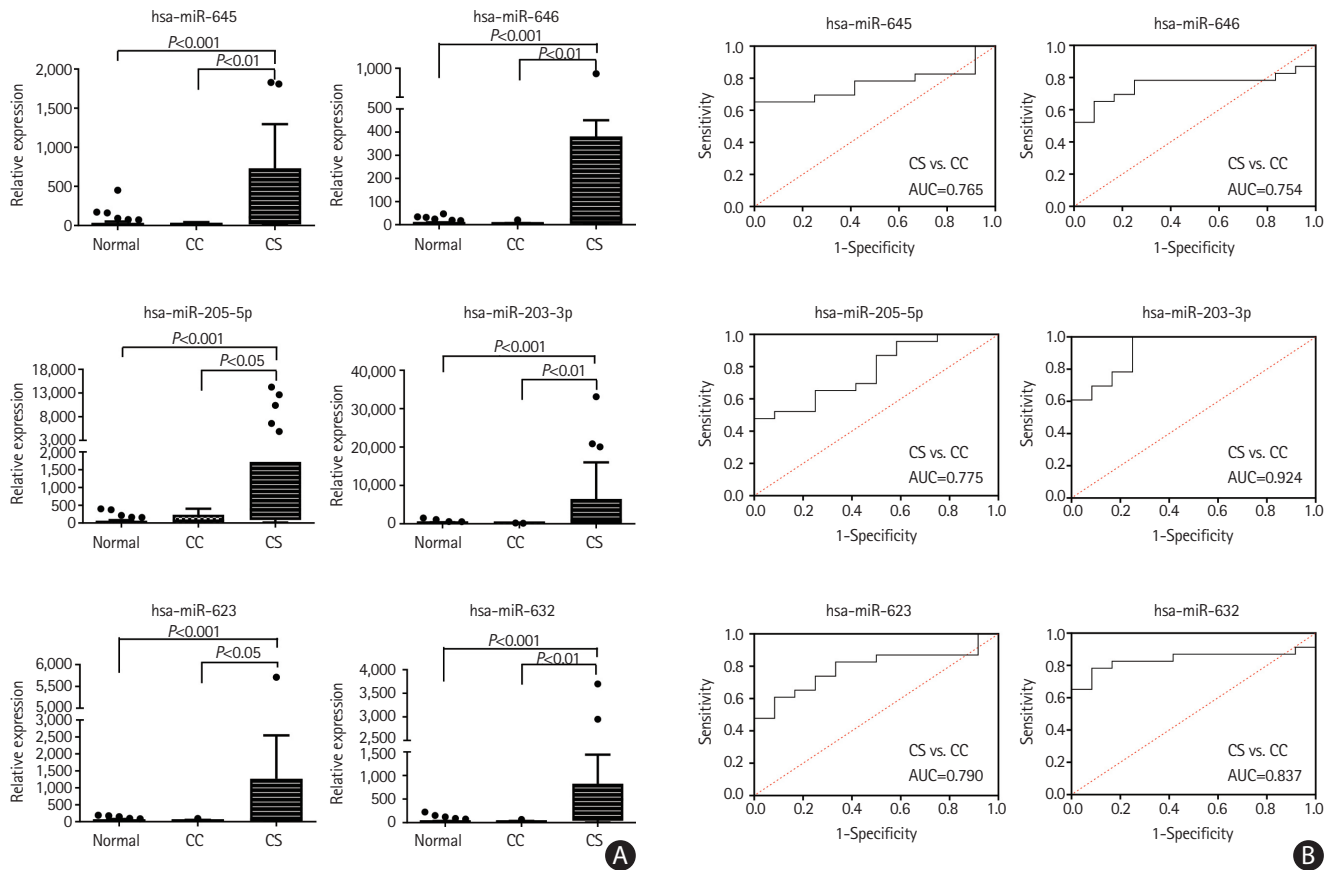 hsa-miR-645
P<0.001
P<0.01
Relative expression
2,000
1,500
1,000
500
0
Normal CC CS
hsa-miR-646
P<0.001
P<0.01
Relative expression
1,000
500
400
300
200
100
0
Normal CC CS
hsa-miR-205-5p
P<0.001
P<0.05
Relative expression
18,000
13,000
8,000
3,000
2,000
1,500
1,000
500
0
Normal CC CS
hsa-miR-203-3p
P<0.001
P<0.01
Relative expression
40,000
30,000
20,000
10,000
0
Normal CC CS
hsa-miR-623
P<0.001
P<0.05
Relative expression
6,000
5,500
5,000
3,000
2,500
2,000
1,500
1,000
500
0
Normal CC CS
hsa-miR-632
P<0.001
P<0.01
Relative expression
4,000
3,500
3,000
2,500
1,500
1,000
500
0
Normal CC CS
A
hsa-miR-645
Sensitivity
1.0
0.8
0.6
0.4
0.2
0.0
CS vs. CC
AUC=0.765
0.0 0.2 0.4 0.6 0.8 1.0
1-Specificity
hsa-miR-646
Sensitivity
1.0
0.8
0.6
0.4
0.2
0.0
CS vs. CC
AUC=0.754
0.0 0.2 0.4 0.6 0.8 1.0
1-Specificity
hsa-miR-205-5p
Sensitivity
1.0
0.8
0.6
0.4
0.2
0.0
CS vs. CC
AUC=0.775
0.0 0.2 0.4 0.6 0.8 1.0
1-Specificity
hsa-miR-203-3p
Sensitivity
1.0
0.8
0.6
0.4
0.2
0.0
CS vs. CC
AUC=0.924
0.0 0.2 0.4 0.6 0.8 1.0
1-Specificity
hsa-miR-623
Sensitivity
1.0
0.8
0.6
0.4
0.2
0.0
CS vs. CC
AUC=0.790
0.0 0.2 0.4 0.6 0.8 1.0
1-Specificity
hsa-miR-632
Sensitivity
1.0
0.8
0.6
0.4
0.2
0.0
CS vs. CC
AUC=0.837
0.0 0.2 0.4 0.6 0.8 1.0
1-Specificity
B